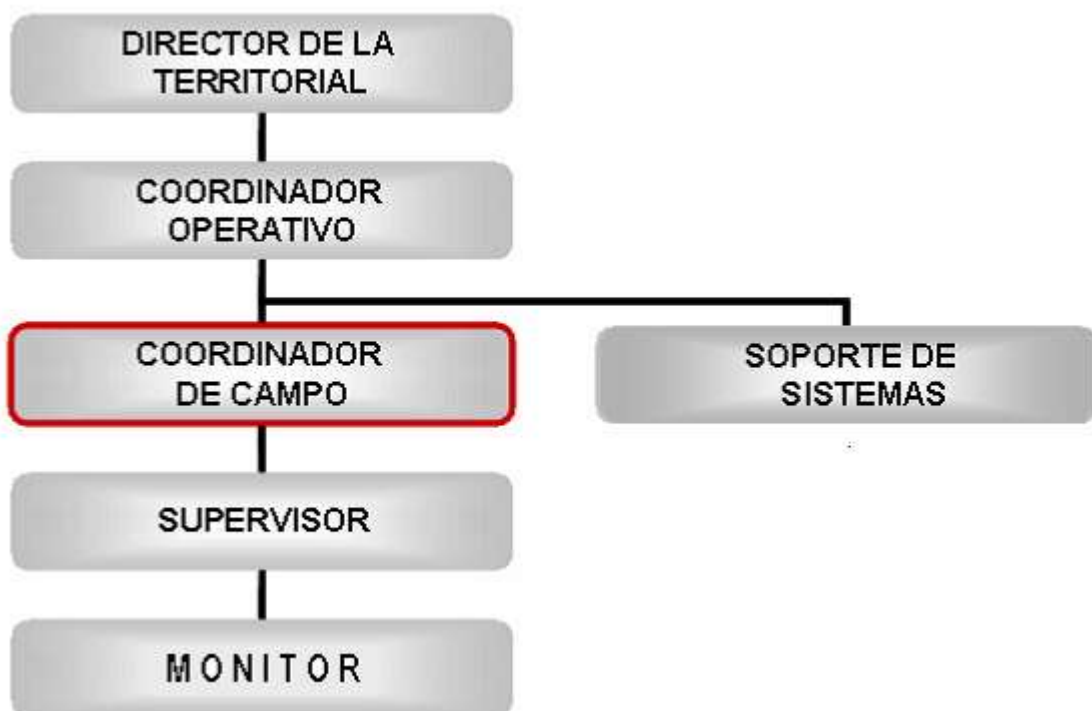 DIRECTOR DE LA
TERRITORIAL
COORDINADOR
OPERATIVO
COORDINADOR
DE CAMPO
SOPORTE DE
SISTEMAS
SUPERVISOR
MONITOR